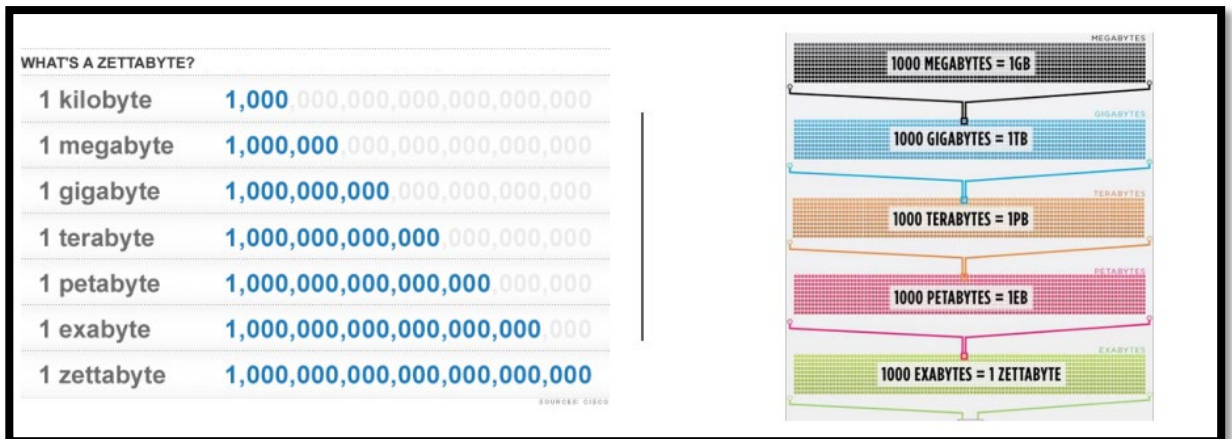 WHAT'S A ZETTABYTE?
1 kilobyte 1,000,000,000,000,000,000,000
1 megabyte 1,000,000,000,000,000,000,000
1 gigabyte 1,000,000,000,000,000,000,000
1 terabyte 1,000,000,000,000,000,000,000
1 petabyte 1,000,000,000,000,000,000,000
1 exabyte 1,000,000,000,000,000,000,000
1 zettabyte 1,000,000,000,000,000,000,000
SOURCES: CISCO
MEGABYTES
1000 MEGABYTES = 1GB
GIGABYTES
1000 GIGABYTES = 1TB
TERABYTES
1000 TERABYTES = 1PB
PETABYTES
1000 PETABYTES = 1EB
EXABYTES
1000 EXABYTES = 1 ZETTABYTE